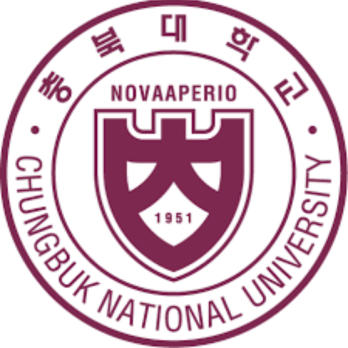 충북대학교
NOVAAPERIO
1951
CHUNGBUK NATIONAL UNIVERSITY